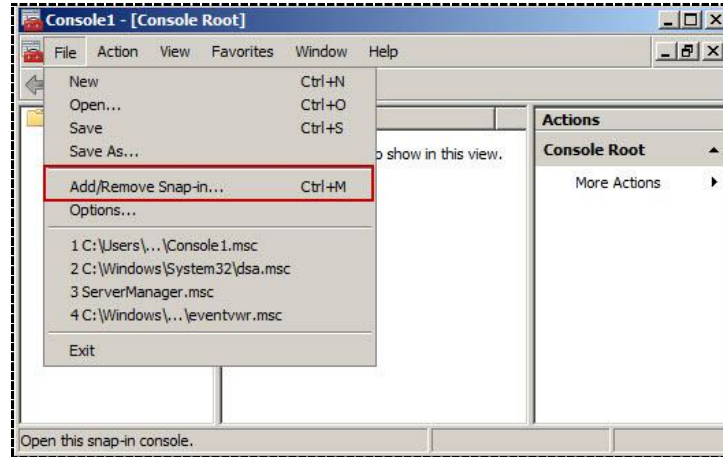 Console1 - [Console Root]
File Action View Favorites Window Help
New Ctrl+N
Open... Ctrl+O
Save Ctrl+S
Save As...
Add/Remove Snap-in... Ctrl+M
Options...
1 C:\Users\...\Console1.msc
2 C:\Windows\System32\dsa.msc
3 ServerManager.msc
4 C:\Windows\...\eventvwr.msc
Exit
show in this view.
Actions
Console Root
More Actions
Open this snap-in console.